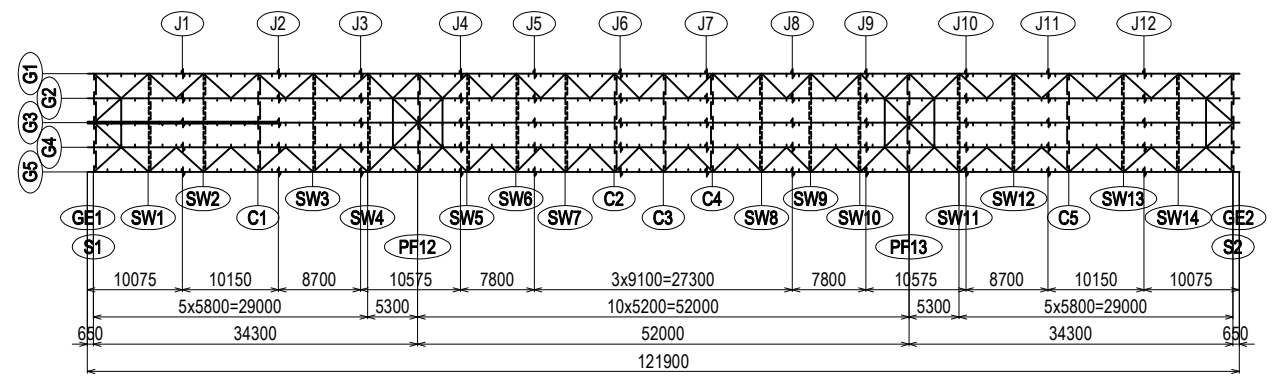 J1 J2 J3 J4 J5 J6 J7 J8 J9 J10 J11 J12
G1
G2
G3
G4
G5
SW2 SW3 SW6 C2 C4 SW9 SW12 SW13
GE1 SW1 C1 SW4 SW5 SW7 C3 SW8 SW10 SW11 C5 SW14 GE2
S1 PF12 PF13 S2
10075 10150 8700 10575 7800 3x9100=27300 7800 10575 8700 10150 10075
5x5800=29000 5300 10x5200=52000 5300 5x5800=29000
650 34300 52000 34300 650
121900